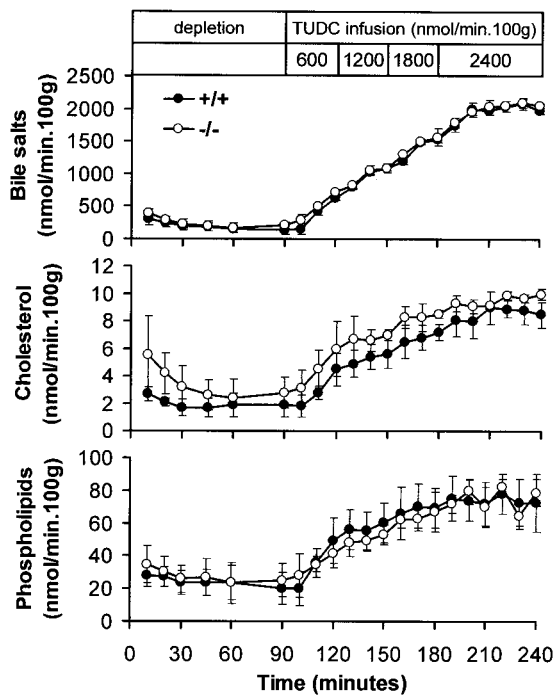 depletion TUDC infusion (nmol/min.100g)
600 1200 1800 2400
2500
2000
1500
1000
500
0
Bile salts
(nmol/min.100g)
+/+
-/-
12
10
8
6
4
2
0
Cholesterol
(nmol/min.100g)
100
80
60
40
20
0
Phospholipids
(nmol/min.100g)
0 30 60 90 120 150 180 210 240
Time (minutes)